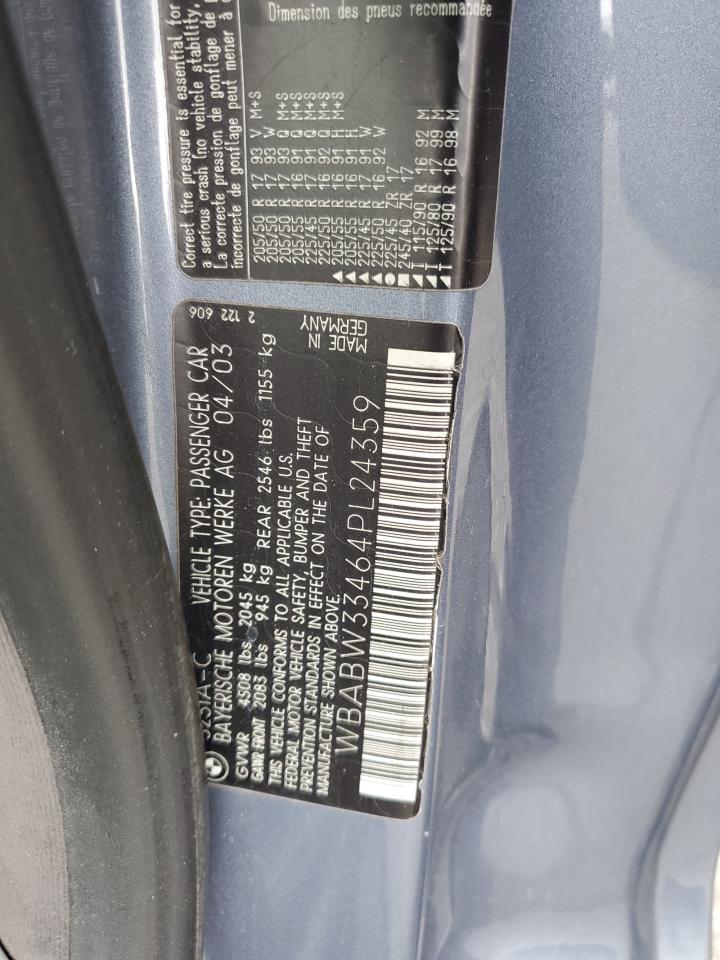 Dimension des pneus recommandée
Correct tire pressure is essential for
a serious crash (no vehicle stability,
La correcte pression de gonflage de
incorrecte de gonflage peut mener à
205/50 R 17 93 V M+S
205/50 R 17 93 W
205/50 R 17 93 Q M+S
205/55 R 16 91 Q M+S
225/45 R 17 91 Q M+S
225/50 R 16 92 Q M+S
205/55 R 16 91 H M+S
205/55 R 16 91 H
225/45 R 17 91 W
225/50 R 16 92 W
225/45 ZR 17
245/40 ZR 17
T 115/90 R 16 92 M
T 125/80 R 17 99 M
T 125/90 R 16 98 M
2 122 606
MADE IN
GERMANY
VEHICLE TYPE: PASSENGER CAR
BAYERISCHE MOTOREN WERKE AG 04/03
GVWR 4508 lbs 2045 kg
GAWR FRONT 2083 lbs 945 kg REAR 2546 lbs 1155 kg
THIS VEHICLE CONFORMS TO ALL APPLICABLE U.S.
FEDERAL MOTOR VEHICLE SAFETY, BUMPER AND THEFT
PREVENTION STANDARDS IN EFFECT ON THE DATE OF
MANUFACTURE SHOWN ABOVE.
WBABW33464PL24359